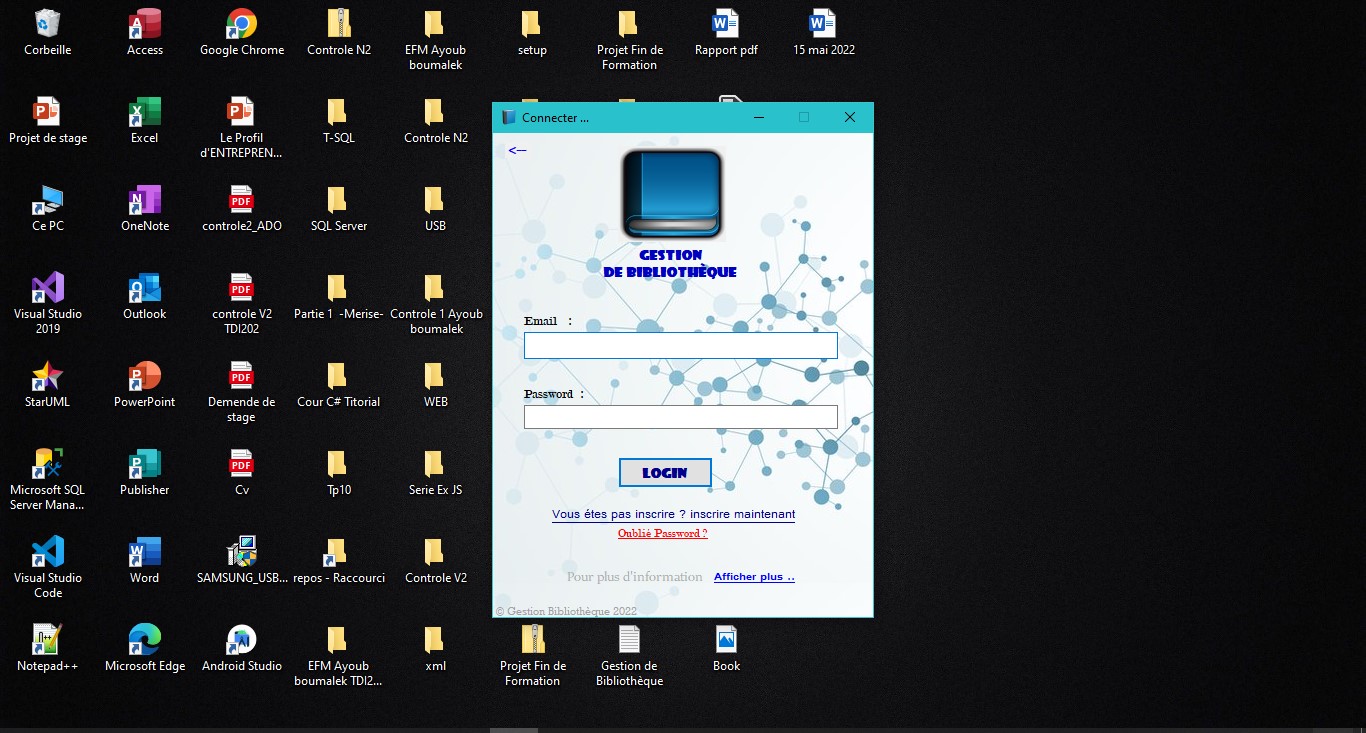 Corbeille
Access
Google Chrome
Controle N2
EFM Ayoub
boumalek
setup
Projet Fin de
Formation
Rapport pdf
15 mai 2022
Projet de stage
Excel
Le Profil
d'ENTREPREN...
T-SQL
Controle N2
Ce PC
OneNote
controle2_ADO
SQL Server
USB
Visual Studio
2019
Outlook
controle V2
TDI202
Partie 1 -Merise-
Controle 1 Ayoub
boumalek
StarUML
PowerPoint
Demende de
stage
Cour C# Titorial
WEB
Microsoft SQL
Server Mana...
Publisher
Cv
Tp10
Serie Ex JS
Visual Studio
Code
Word
SAMSUNG_USB...
repos - Raccourci
Controle V2
Notepad++
Microsoft Edge
Android Studio
EFM Ayoub
boumalek TDI2...
xml
Projet Fin de
Formation
Gestion de
Bibliothèque
Book
Connecter ...
<---
GESTION
DE BIBLIOTHÈQUE
Email :
Password :
LOGIN
Vous étes pas inscrire ? inscrire maintenant
Oublié Password ?
Pour plus d'information Afficher plus ..
© Gestion Bibliothèque 2022